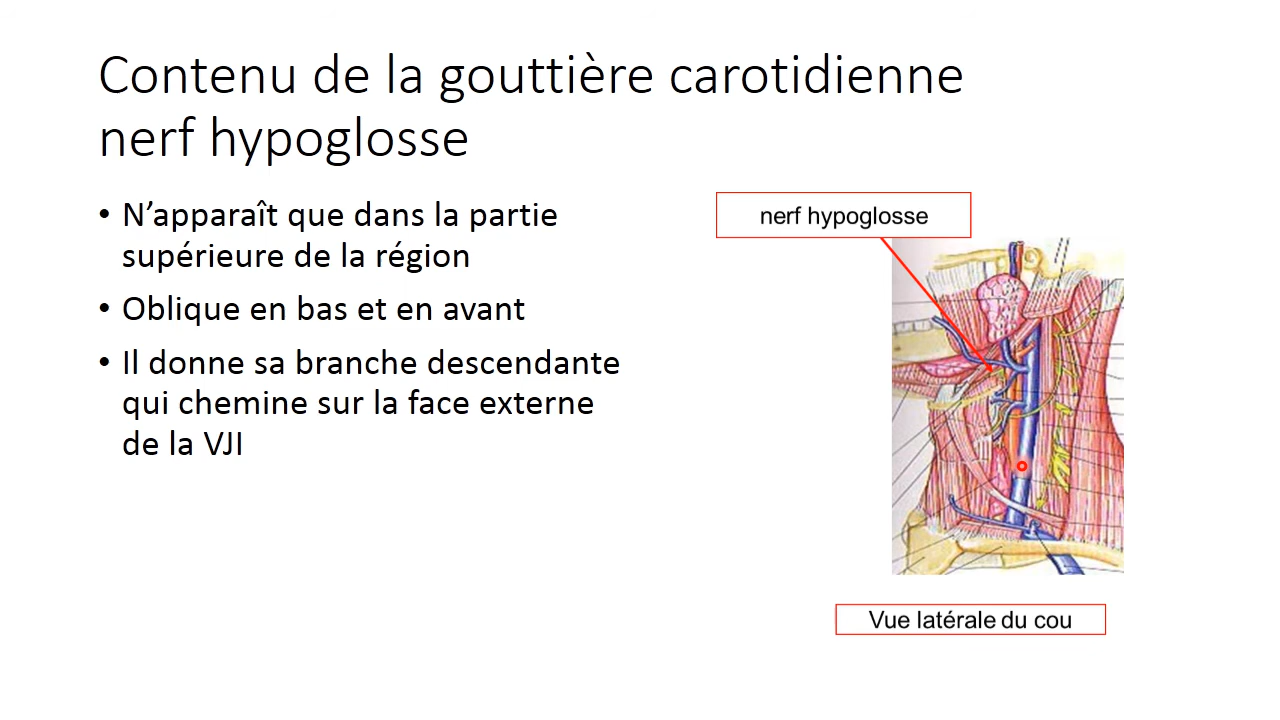 Contenu de la gouttière carotidienne
nerf hypoglosse
• N’apparaît que dans la partie
supérieure de la région
• Oblique en bas et en avant
• Il donne sa branche descendante
qui chemine sur la face externe
de la VJI
nerf hypoglosse
Vue latérale du cou